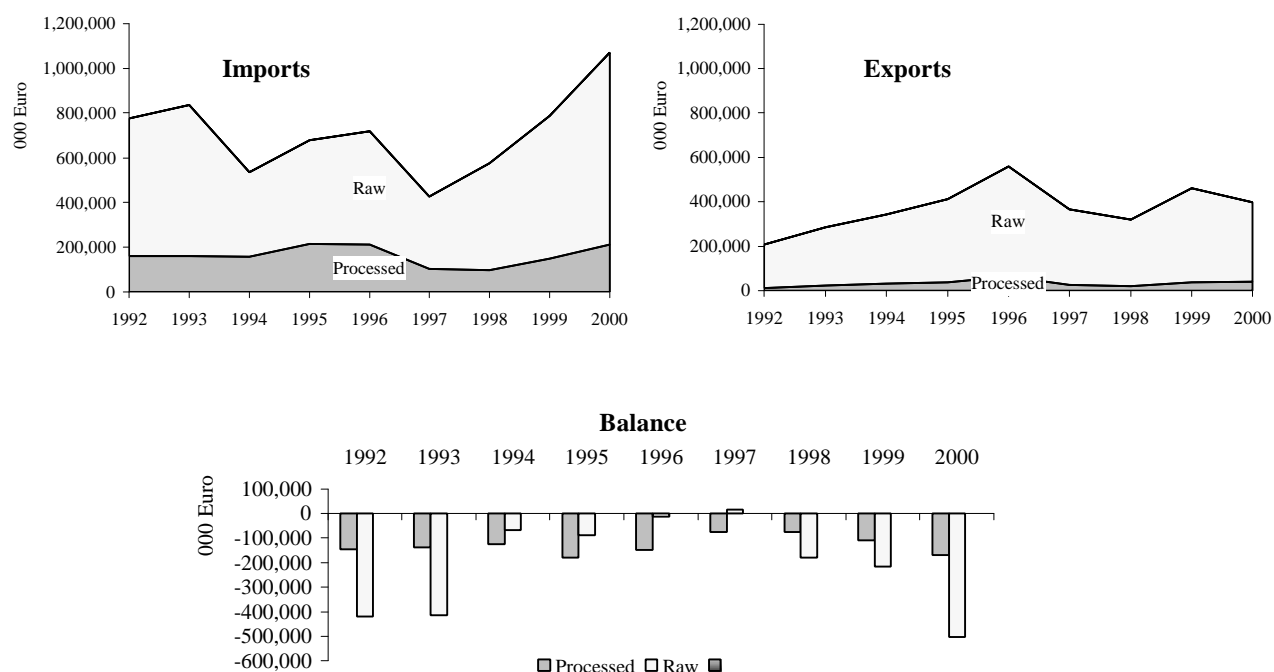 Imports
000 Euro
1,200,000
1,000,000
800,000
600,000
400,000
200,000
0
Raw
Processed
1992 1993 1994 1995 1996 1997 1998 1999 2000
Exports
000 Euro
1,200,000
1,000,000
800,000
600,000
400,000
200,000
0
Raw
Processed
1992 1993 1994 1995 1996 1997 1998 1999 2000
Balance
1992 1993 1994 1995 1996 1997 1998 1999 2000
000 Euro
100,000
0
-100,000
-200,000
-300,000
-400,000
-500,000
-600,000
Processed Raw